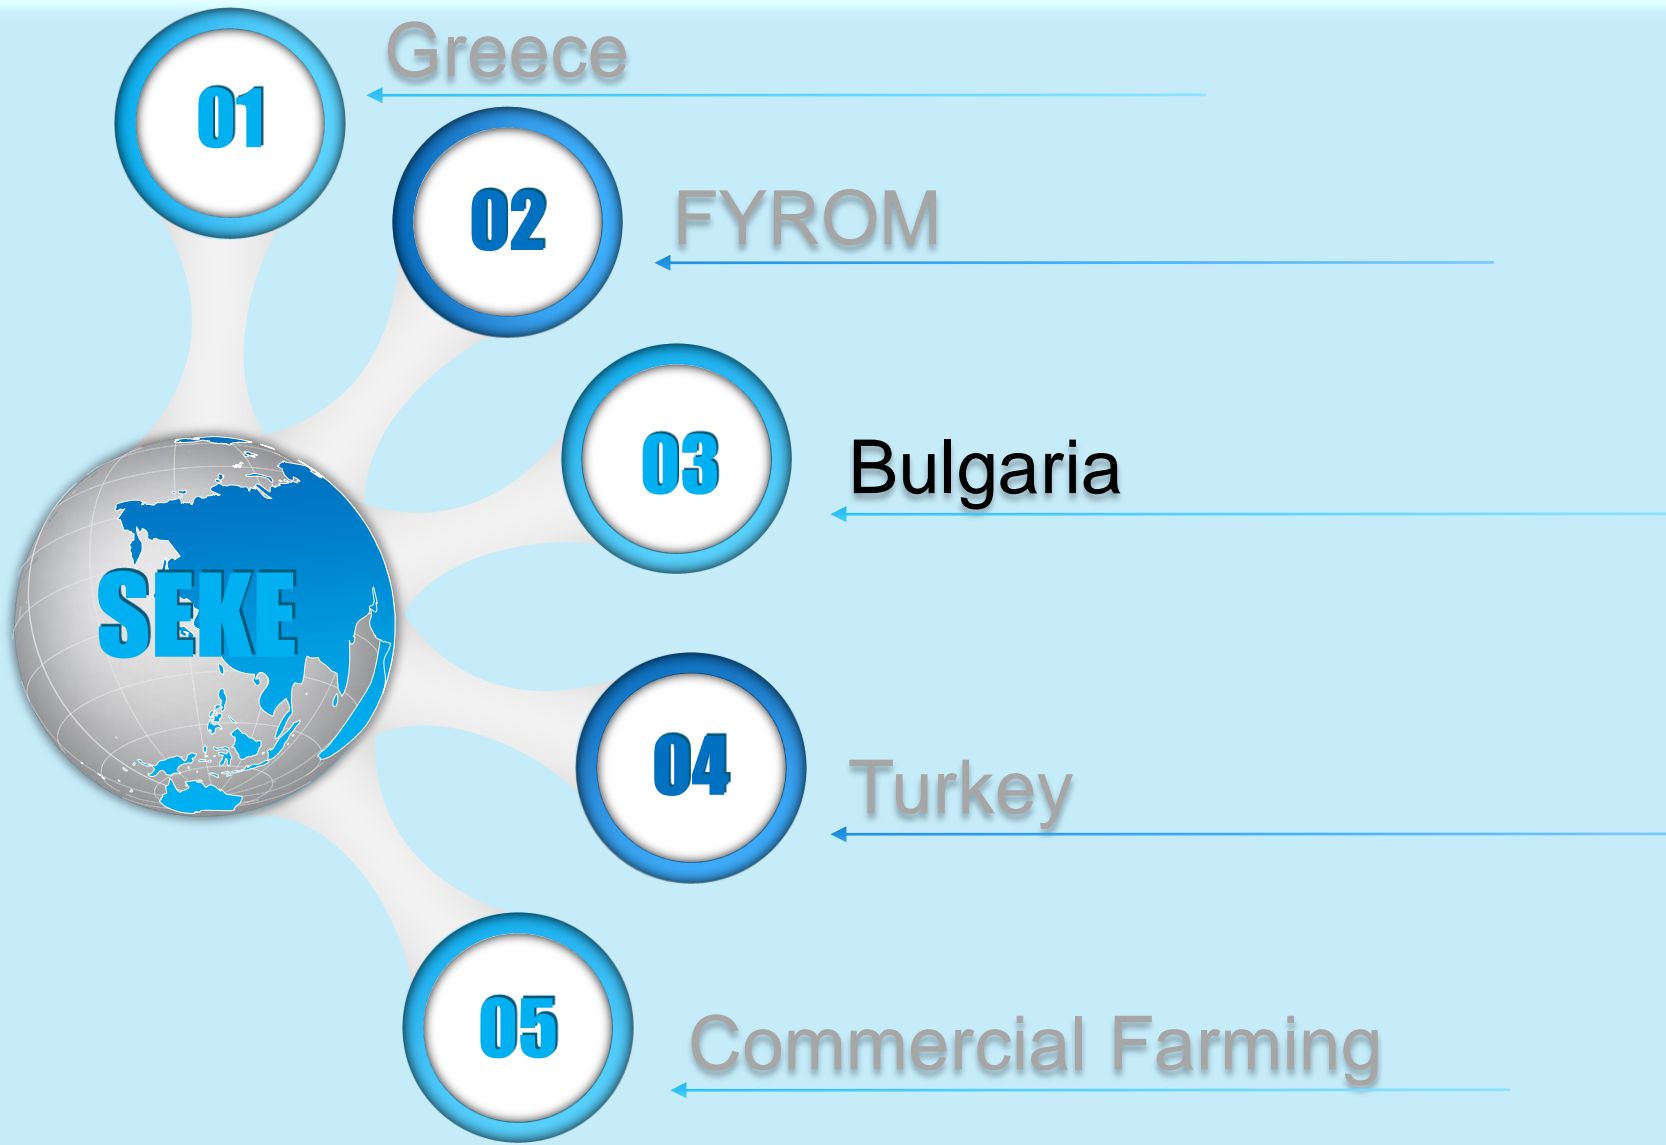 01
Greece
02
FYROM
03
Bulgaria
SEKE
04
Turkey
05
Commercial Farming